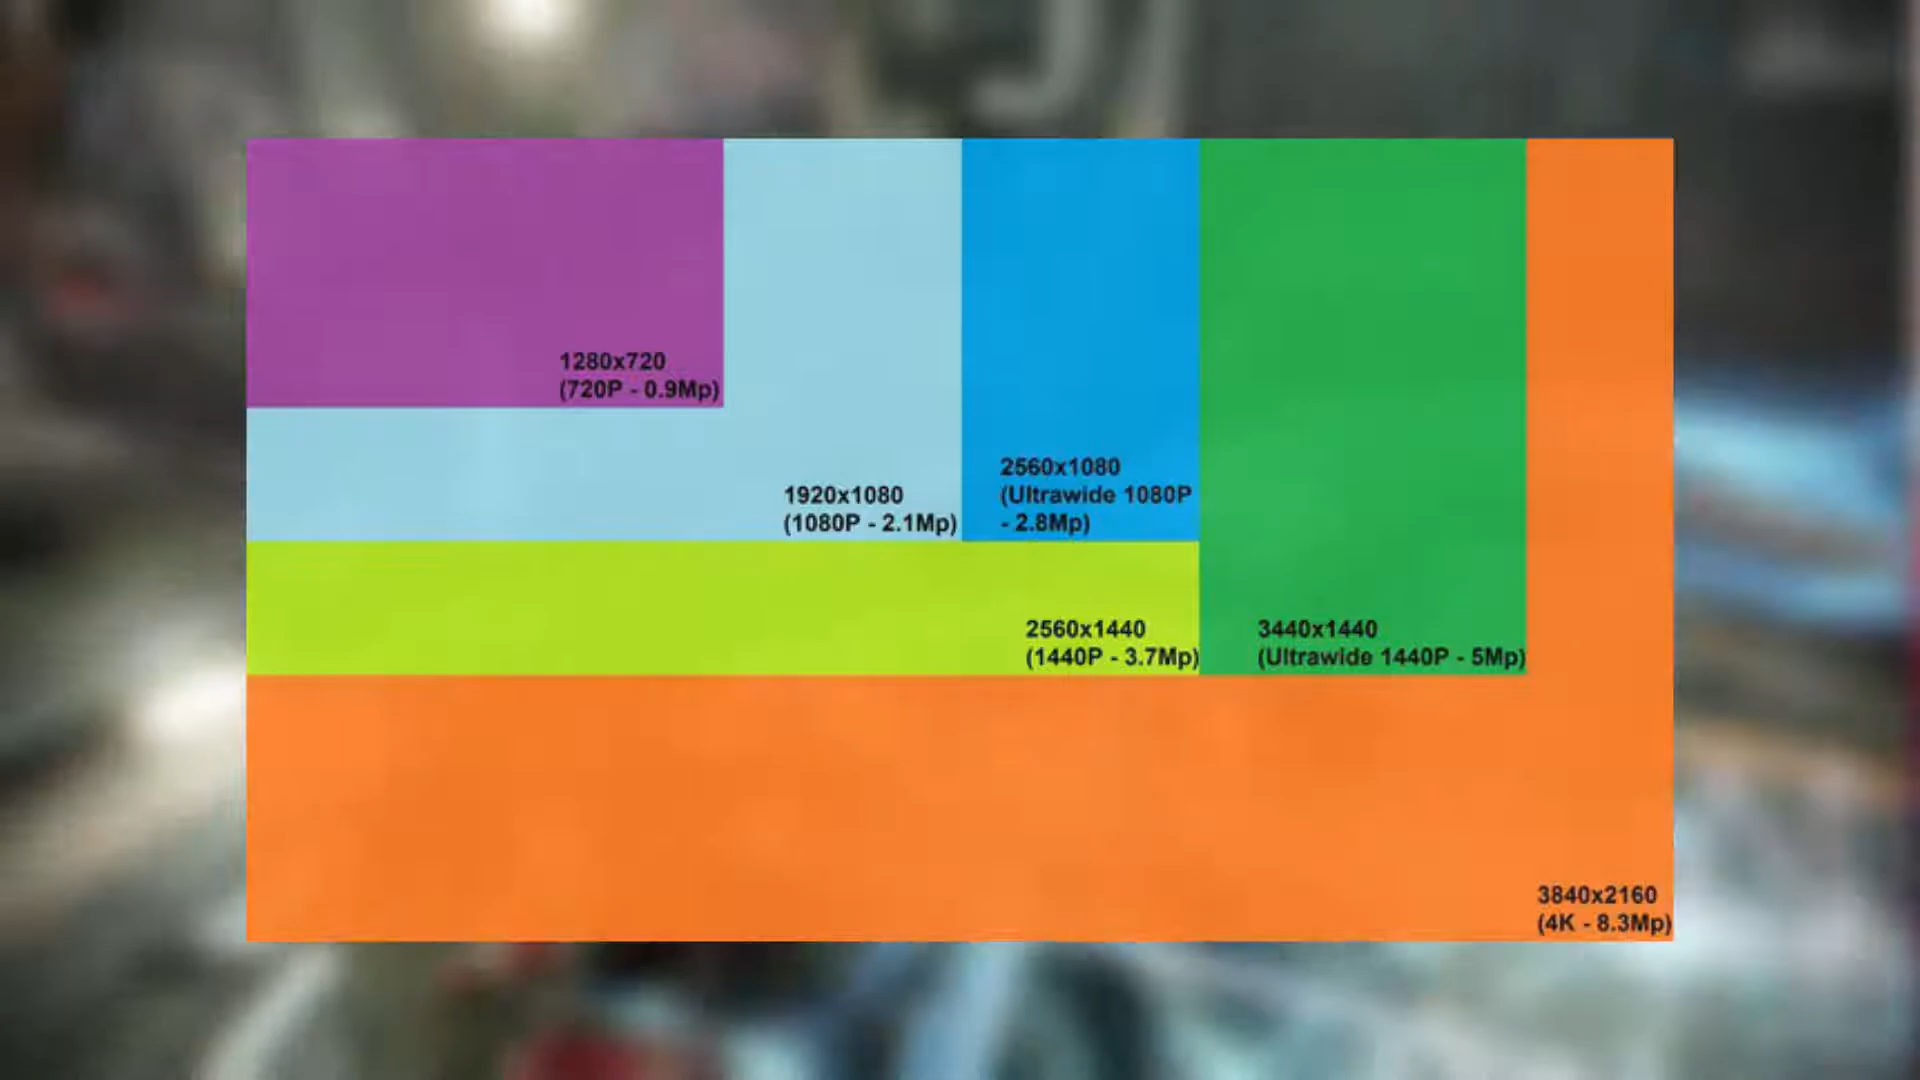 1280x720
(720P - 0.9Mp)
1920x1080
(1080P - 2.1Mp)
2560x1080
(Ultrawide 1080P
- 2.8Mp)
2560x1440
(1440P - 3.7Mp)
3440x1440
(Ultrawide 1440P - 5Mp)
3840x2160
(4K - 8.3Mp)